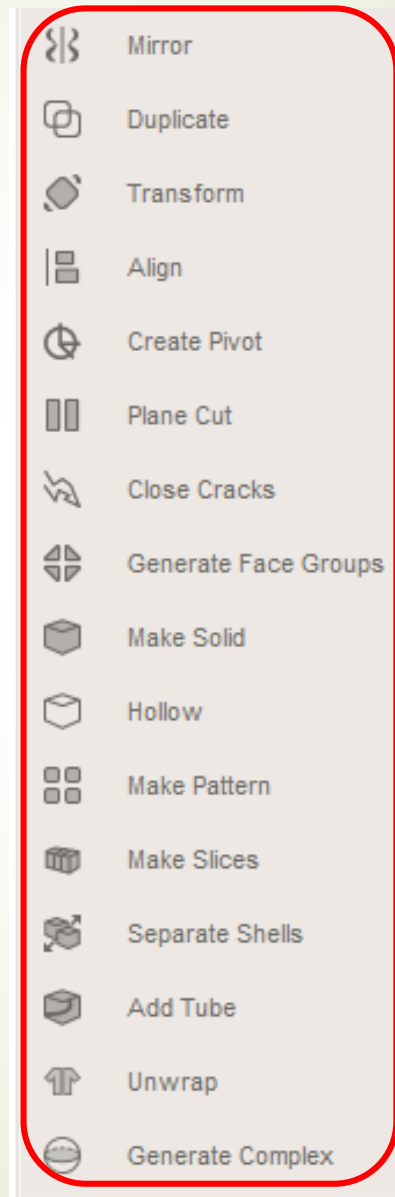 Mirror
Duplicate
Transform
Align
Create Pivot
Plane Cut
Close Cracks
Generate Face Groups
Make Solid
Hollow
Make Pattern
Make Slices
Separate Shells
Add Tube
Unwrap
Generate Complex